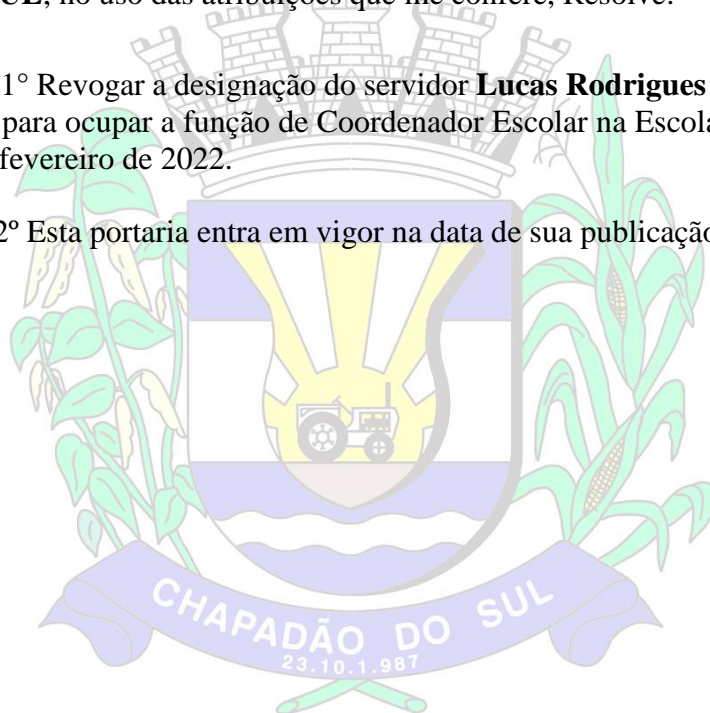 UL, no uso das atribuições que me confere, Resolve:
1° Revogar a designação do servidor Lucas Rodrigues
para ocupar a função de Coordenador Escolar na Escola
fevereiro de 2022.
2º Esta portaria entra em vigor na data de sua publicação
CHAPADÃO DO SUL
23.10.1.987